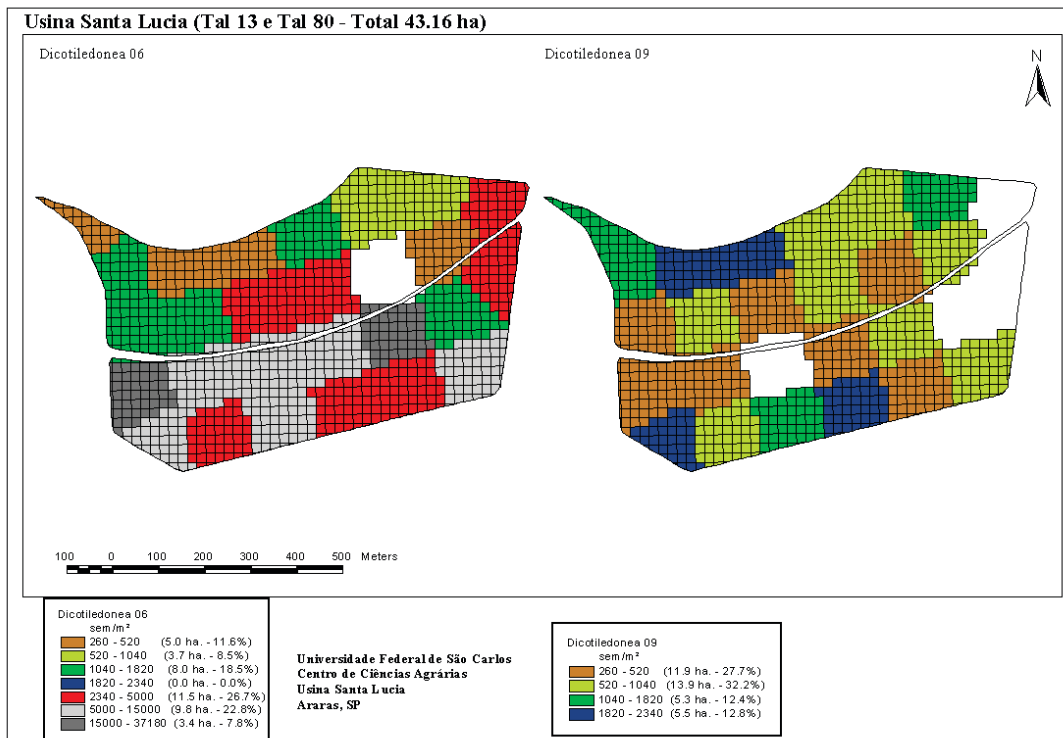 Usina Santa Lucia (Tal 13 e Tal 80 - Total 43.16 ha)
Dicotiledonea 06
Dicotiledonea 09
N
100 0 100 200 300 400 500 Meters
Dicotiledonea 06
sem/m²
260 - 520 (5.0 ha. - 11.6%)
520 - 1040 (3.7 ha - 8.5%)
1040 - 1820 (8.0 ha - 18.5%)
1820 - 2340 (0.0 ha - 0.0%)
2340 - 5000 (11.5 ha - 26.7%)
5000 - 15000 (9.8 ha - 22.8%)
15000 - 37180 (3.4 ha - 7.8%)
Universidade Federal de São Carlos
Centro de Ciências Agrárias
Usina Santa Lucia
Araras, SP
Dicotiledonea 09
sem/m²
260 - 520 (11.9 ha - 27.7%)
520 - 1040 (13.9 ha. - 32.2%)
1040 - 1820 (5.3 ha - 12.4%)
1820 - 2340 (5.5 ha. - 12.8%)